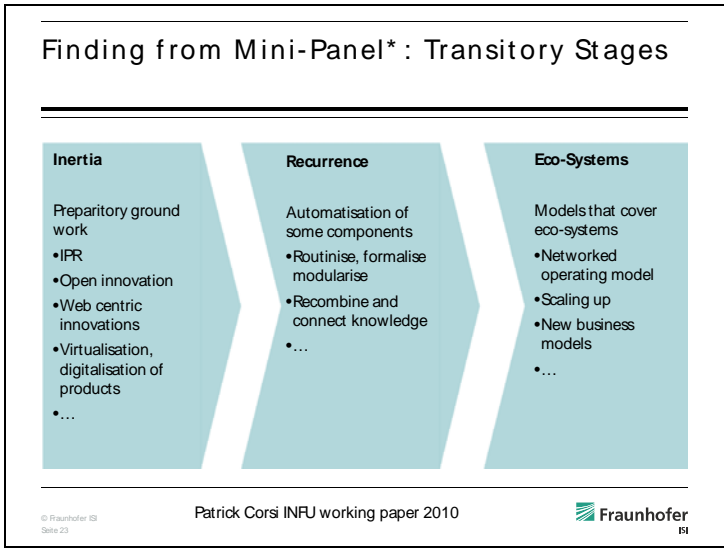 Finding from Mini-Panel*: Transitory Stages
Inertia
Preparitory ground
work
•IPR
•Open innovation
•Web centric
innovations
•Virtualisation,
digitalisation of
products
•…
Recurrence
Automatisation of
some components
•Routinise, formalise
modularise
•Recombine and
connect knowledge
•…
Eco-Systems
Models that cover
eco-systems
•Networked
operating model
•Scaling up
•New business
models
•…
© Fraunhofer ISI
Seite 23
Patrick Corsi INFU working paper 2010
Fraunhofer
ISI